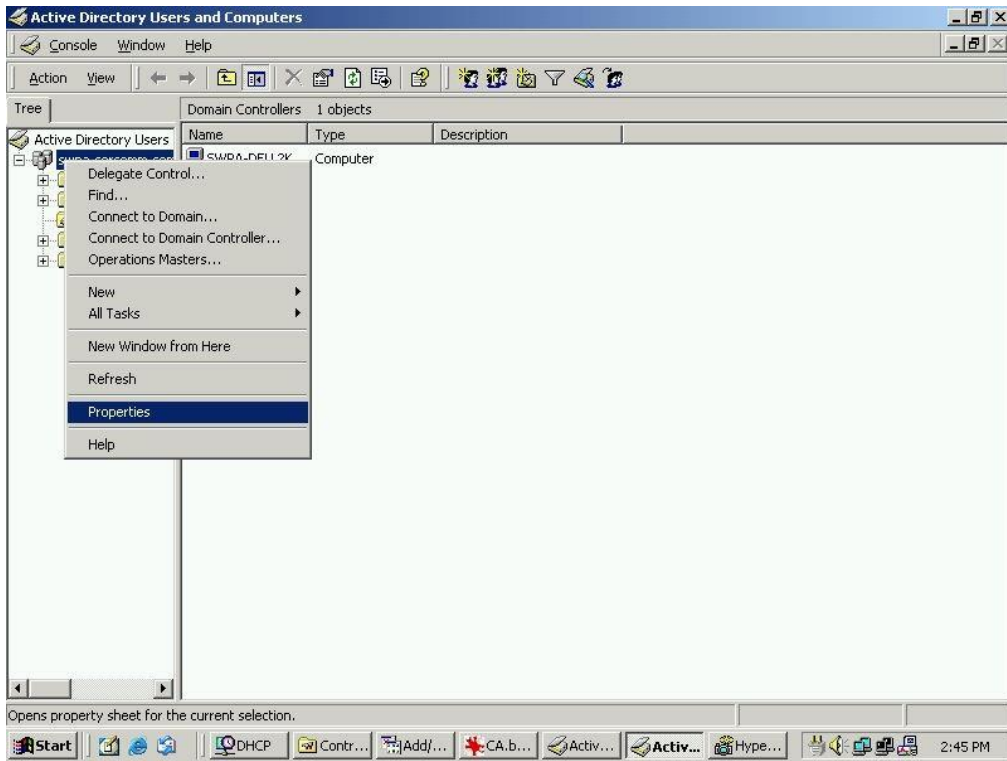 Active Directory Users and Computers
Console Window Help
Action View
Tree
Domain Controllers 1 objects
Active Directory Users
Name Type Description
SWPA-DELL2K Computer
Delegate Control...
Find...
Connect to Domain...
Connect to Domain Controller...
Operations Masters...
New
All Tasks
New Window from Here
Refresh
Properties
Help
Opens property sheet for the current selection.
Start DHCP Contr... Add/... CA.b... Activ... Activ... Hype... 2:45 PM